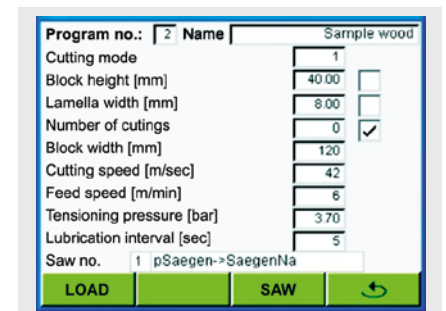 Program no.: 2 Name Sample wood
Cutting mode 1
Block height [mm] 40.00
Lamella width [mm] 8.00
Number of cutings 0
Block width [mm] 120
Cutting speed [m/sec] 42
Feed speed [m/min] 6
Tensioning pressure [bar] 3.70
Lubrication interval [sec] 5
Saw no. 1 pSaegen->SaegenNa
LOAD SAW